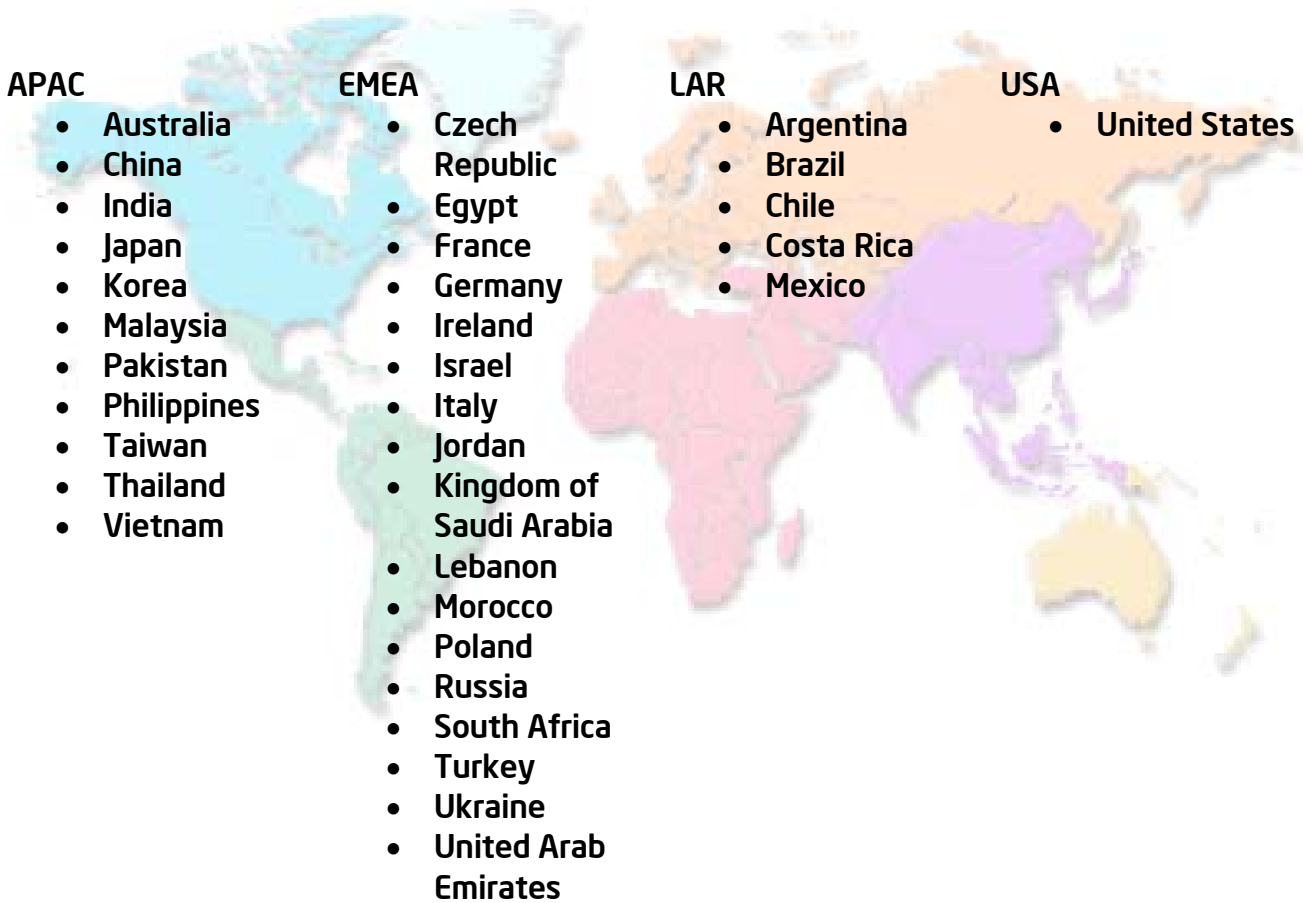 APAC
• Australia
• China
• India
• Japan
• Korea
• Malaysia
• Pakistan
• Philippines
• Taiwan
• Thailand
• Vietnam
EMEA
• Czech
Republic
• Egypt
• France
• Germany
• Ireland
• Israel
• Italy
• Jordan
• Kingdom of
Saudi Arabia
• Lebanon
• Morocco
• Poland
• Russia
• South Africa
• Turkey
• Ukraine
• United Arab
Emirates
LAR
• Argentina
• Brazil
• Chile
• Costa Rica
• Mexico
USA
• United States